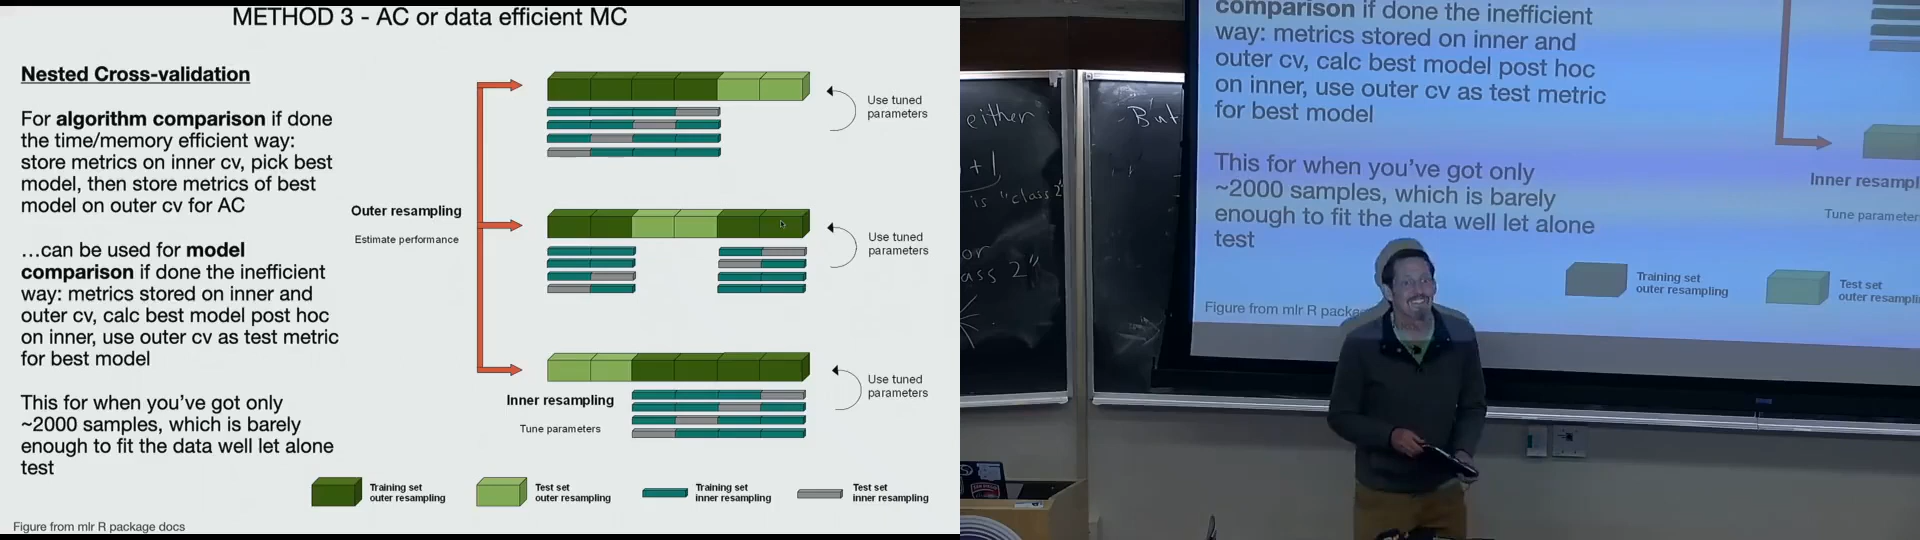 METHOD 3 - AC or data efficient MC
Nested Cross-validation
For algorithm comparison if done
the time/memory efficient way:
store metrics on inner cv, pick best
model, then store metrics of best
model on outer cv for AC
…can be used for model
comparison if done the inefficient
way: metrics stored on inner and
outer cv, calc best model post hoc
on inner, use outer cv as test metric
for best model
This for when you've got only
~2000 samples, which is barely
enough to fit the data well let alone
test
Outer resampling
Estimate performance
Use tuned
parameters
Use tuned
parameters
Use tuned
parameters
Inner resampling
Tune parameters
Training set
outer resampling
Test set
outer resampling
Training set
inner resampling
Test set
inner resampling
Figure from mlr R package docs
either
+1
is "class 2"
or
ass 2"
- But
comparison if done the inefficient
way: metrics stored on inner and
outer cv, calc best model post hoc
on inner, use outer cv as test metric
for best model
This for when you've got only
~2000 samples, which is barely
enough to fit the data well let alone
test
Inner resampl
Tune parameter
Training set
outer resampling
Test set
outer resampli
Figure from mlr R packa